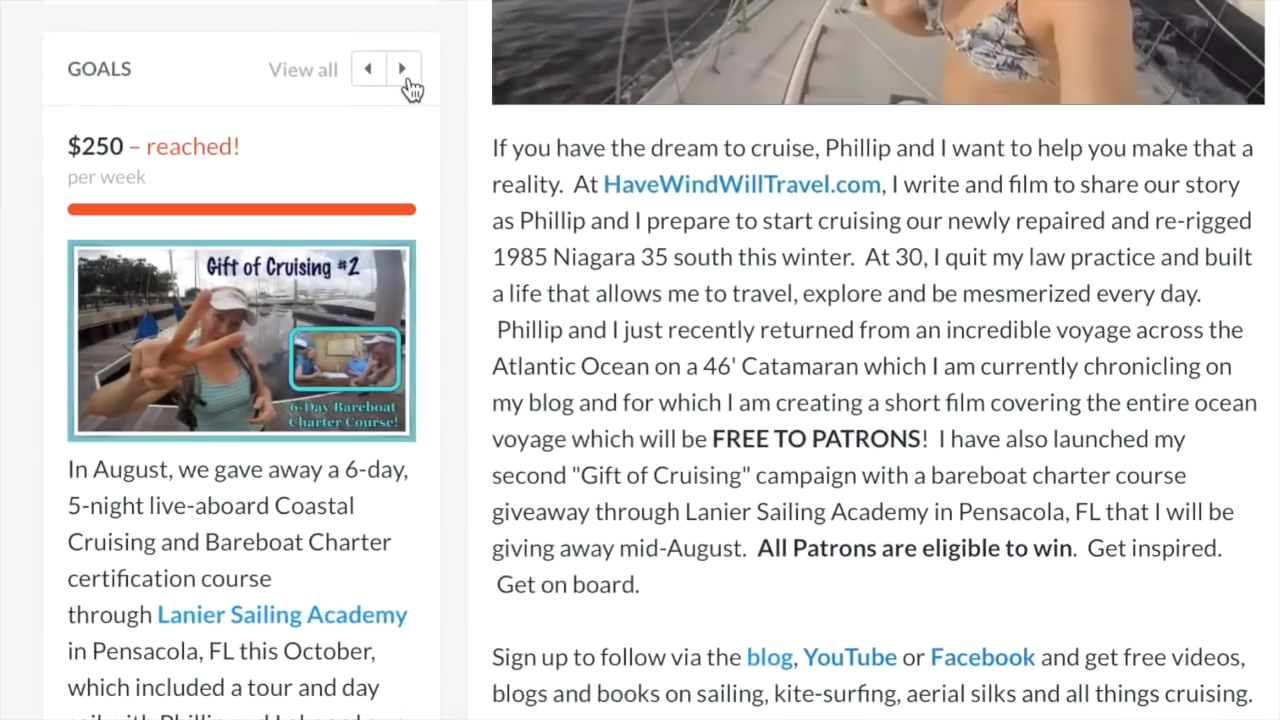 GOALS
View all
$250 – reached!
per week
Gift of Cruising #2
6-Day Bareboat
Charter Course!
In August, we gave away a 6-day,
5-night live-aboard Coastal
Cruising and Bareboat Charter
certification course
through Lanier Sailing Academy
in Pensacola, FL this October,
which included a tour and day
If you have the dream to cruise, Phillip and I want to help you make that a
reality.  At HaveWindWillTravel.com, I write and film to share our story
as Phillip and I prepare to start cruising our newly repaired and re-rigged
1985 Niagara 35 south this winter.  At 30, I quit my law practice and built
a life that allows me to travel, explore and be mesmerized every day.
Phillip and I just recently returned from an incredible voyage across the
Atlantic Ocean on a 46' Catamaran which I am currently chronicling on
my blog and for which I am creating a short film covering the entire ocean
voyage which will be FREE TO PATRONS!  I have also launched my
second "Gift of Cruising" campaign with a bareboat charter course
giveaway through Lanier Sailing Academy in Pensacola, FL that I will be
giving away mid-August.  All Patrons are eligible to win.  Get inspired.
Get on board.
Sign up to follow via the blog, YouTube or Facebook and get free videos,
blogs and books on sailing, kite-surfing, aerial silks and all things cruising.